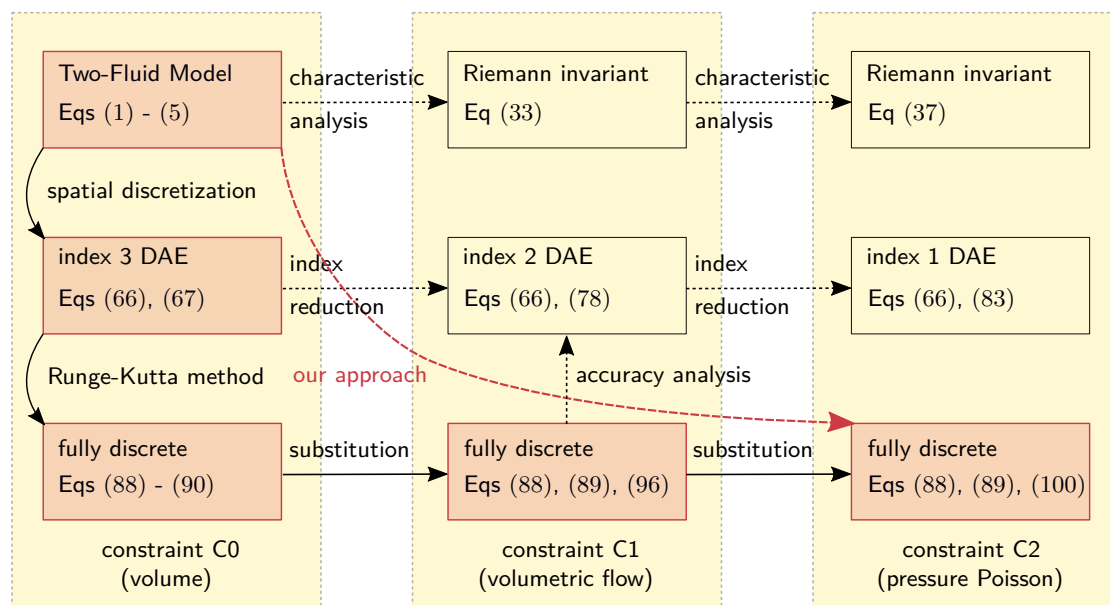 Two-Fluid Model
Eqs (1) - (5)
characteristic
analysis
Riemann invariant
Eq (33)
characteristic
analysis
Riemann invariant
Eq (37)
spatial discretization
index 3 DAE
Eqs (66), (67)
index
reduction
index 2 DAE
Eqs (66), (78)
index
reduction
index 1 DAE
Eqs (66), (83)
Runge-Kutta method
our approach
accuracy analysis
fully discrete
Eqs (88) - (90)
substitution
fully discrete
Eqs (88), (89), (96)
substitution
fully discrete
Eqs (88), (89), (100)
constraint C0
(volume)
constraint C1
(volumetric flow)
constraint C2
(pressure Poisson)